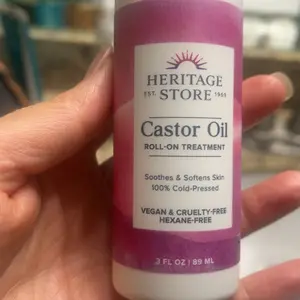 HERITAGE
EST. STORE 1969
Castor Oil
ROLL-ON TREATMENT
Soothes & Softens Skin
100% Cold-Pressed
VEGAN & CRUELTY-FREE
HEXANE-FREE
3 FL OZ / 89 ML